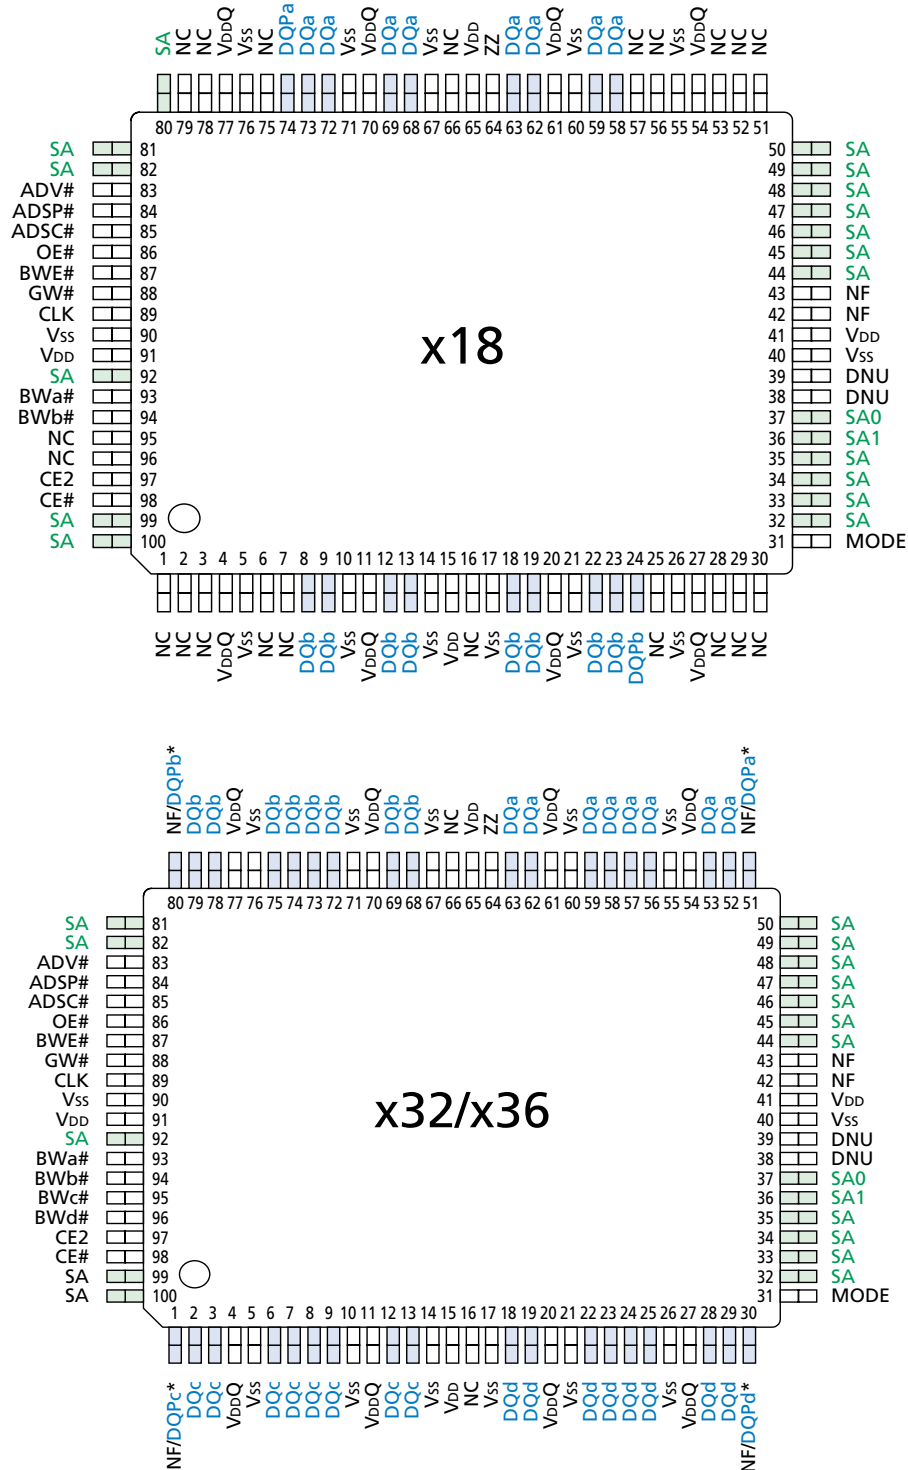 SA NC NC VDDQ VSS NC DQPa DQa DQa VSS VDDQ DQa DQa VSS NC VDD ZZ DQa DQa VDDQ VSS DQa DQa NC NC VSS VDDQ NC NC NC
80 79 78 77 76 75 74 73 72 71 70 69 68 67 66 65 64 63 62 61 60 59 58 57 56 55 54 53 52 51
SA 81 50 SA
SA 82 49 SA
ADV# 83 48 SA
ADSP# 84 47 SA
ADSC# 85 46 SA
OE# 86 45 SA
BWE# 87 44 SA
GW# 88 43 NF
CLK 89 42 NF
VSS 90 41 VDD
x18
VDD 91 40 VSS
SA 92 39 DNU
BWa# 93 38 DNU
BWb# 94 37 SA0
NC 95 36 SA1
NC 96 35 SA
CE2 97 34 SA
CE# 98 33 SA
SA 99 32 SA
SA 100 31 MODE
1 2 3 4 5 6 7 8 9 10 11 12 13 14 15 16 17 18 19 20 21 22 23 24 25 26 27 28 29 30
NC NC NC VDDQ VSS NC NC DQb DQb VSS VDDQ DQb DQb VSS VDD NC VSS DQb DQb VDDQ VSS DQb DQb DQPb NC VSS VDDQ NC NC NC
NF/DQPb* DQb DQb VDDQ VSS DQb DQb DQb DQb VSS VDDQ DQb DQb VSS NC VDD ZZ DQa DQa VDDQ VSS DQa DQa DQa DQa VSS VDDQ DQa DQa NF/DQPa*
80 79 78 77 76 75 74 73 72 71 70 69 68 67 66 65 64 63 62 61 60 59 58 57 56 55 54 53 52 51
SA 81 50 SA
SA 82 49 SA
ADV# 83 48 SA
ADSP# 84 47 SA
ADSC# 85 46 SA
OE# 86 45 SA
BWE# 87 44 SA
GW# 88 43 NF
CLK 89 42 NF
VSS 90 41 VDD
x32/x36
VDD 91 40 VSS
SA 92 39 DNU
BWa# 93 38 DNU
BWb# 94 37 SA0
BWc# 95 36 SA1
BWd# 96 35 SA
CE2 97 34 SA
CE# 98 33 SA
SA 99 32 SA
SA 100 31 MODE
1 2 3 4 5 6 7 8 9 10 11 12 13 14 15 16 17 18 19 20 21 22 23 24 25 26 27 28 29 30
NF/DQPc* DQc DQc VDDQ VSS DQc DQc DQc DQc VSS VDDQ DQc DQc VSS VDD NC VSS DQd DQd VDDQ VSS DQd DQd DQd DQd VSS VDDQ DQd DQd NF/DQPd*